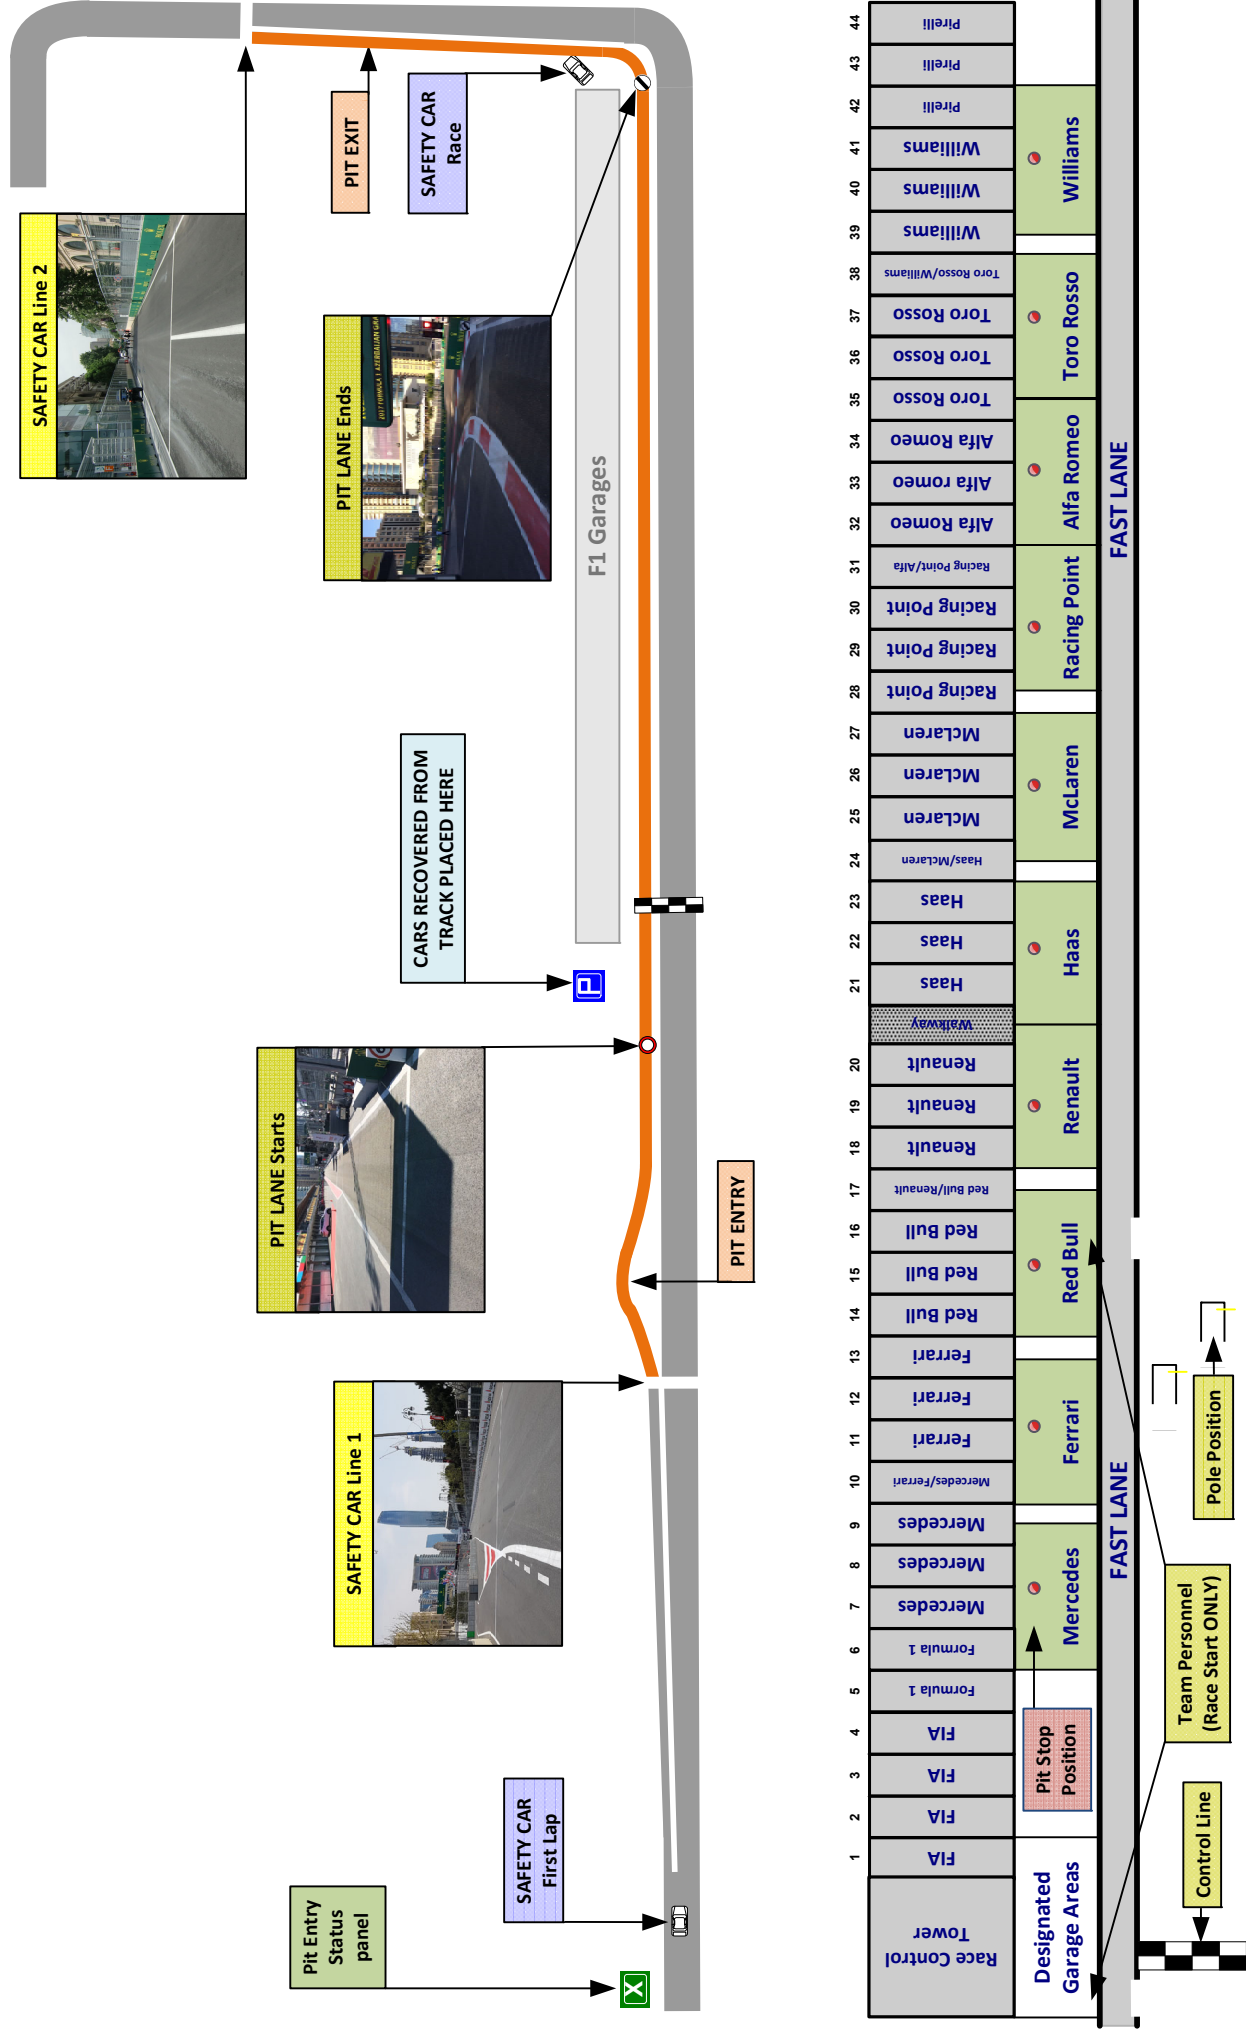 SAFETY CAR Line 2
PIT EXIT
SAFETY CAR
Race
PIT LANE Ends
2017 FORMULA 1 AZERBAIJAN GRA
F1 Garages
CARS RECOVERED FROM
TRACK PLACED HERE
P
PIT LANE Starts
PIT ENTRY
SAFETY CAR Line 1
SAFETY CAR
First Lap
Pit Entry
Status
panel
X
Race Control
Tower
1 FIA
2 FIA
3 FIA
4 FIA
5 Formula 1
6 Formula 1
7 Mercedes
8 Mercedes
9 Mercedes
10 Mercedes/Ferrari
11 Ferrari
12 Ferrari
13 Ferrari
14 Red Bull
15 Red Bull
16 Red Bull
17 Red Bull/Renault
18 Renault
19 Renault
20 Renault
Walkway
21 Haas
22 Haas
23 Haas
24 Haas/McLaren
25 McLaren
26 McLaren
27 McLaren
28 Racing Point
29 Racing Point
30 Racing Point
31 Racing Point/Alfa
32 Alfa Romeo
33 Alfa romeo
34 Alfa Romeo
35 Toro Rosso
36 Toro Rosso
37 Toro Rosso
38 Toro Rosso/Williams
39 Williams
40 Williams
41 Williams
42 Pirelli
43 Pirelli
44 Pirelli
Designated
Garage Areas
Pit Stop
Position
Mercedes
Ferrari
Red Bull
Renault
Haas
McLaren
Racing Point
Alfa Romeo
Toro Rosso
Williams
FAST LANE
FAST LANE
Control Line
Team Personnel
(Race Start ONLY)
Pole Position